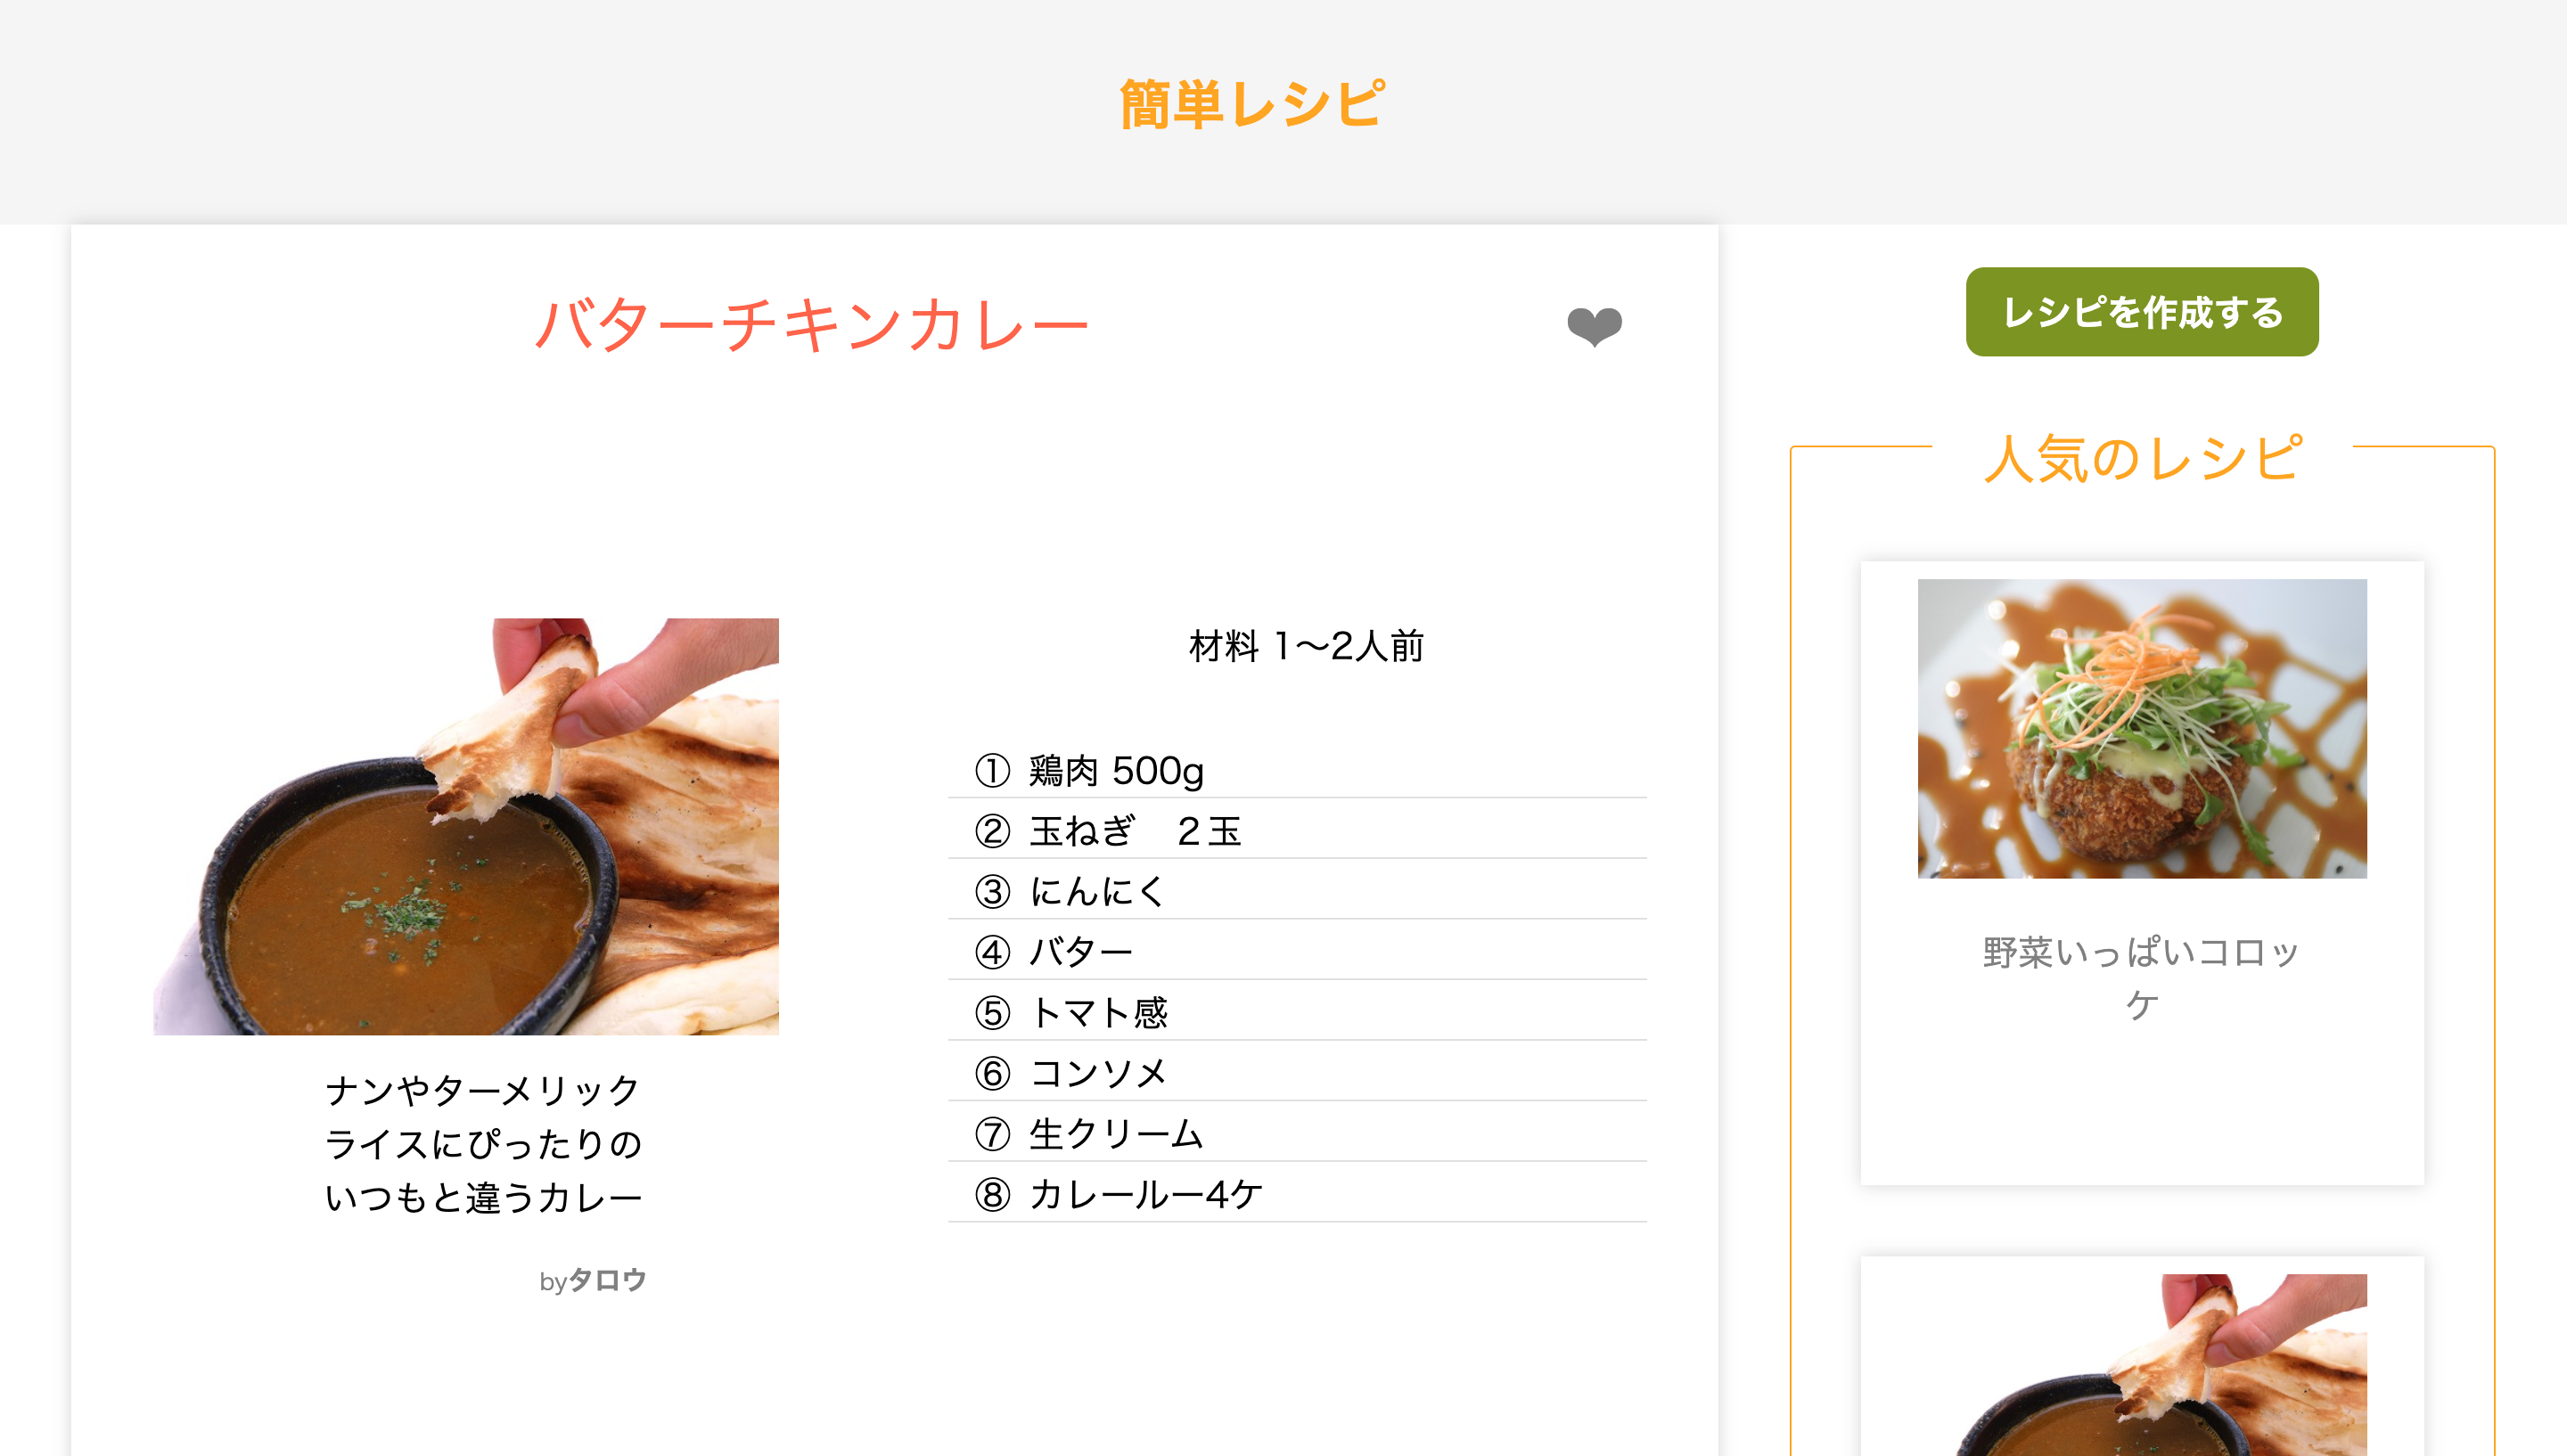 簡単レシピ
バターチキンカレー
❤
材料 1〜2人前
① 鶏肉 500g
② 玉ねぎ　２玉
③ にんにく
④ バター
⑤ トマト感
⑥ コンソメ
⑦ 生クリーム
⑧ カレールー4ケ
ナンやターメリック
ライスにぴったりの
いつもと違うカレー
byタロウ
レシピを作成する
人気のレシピ
野菜いっぱいコロッ
ケ